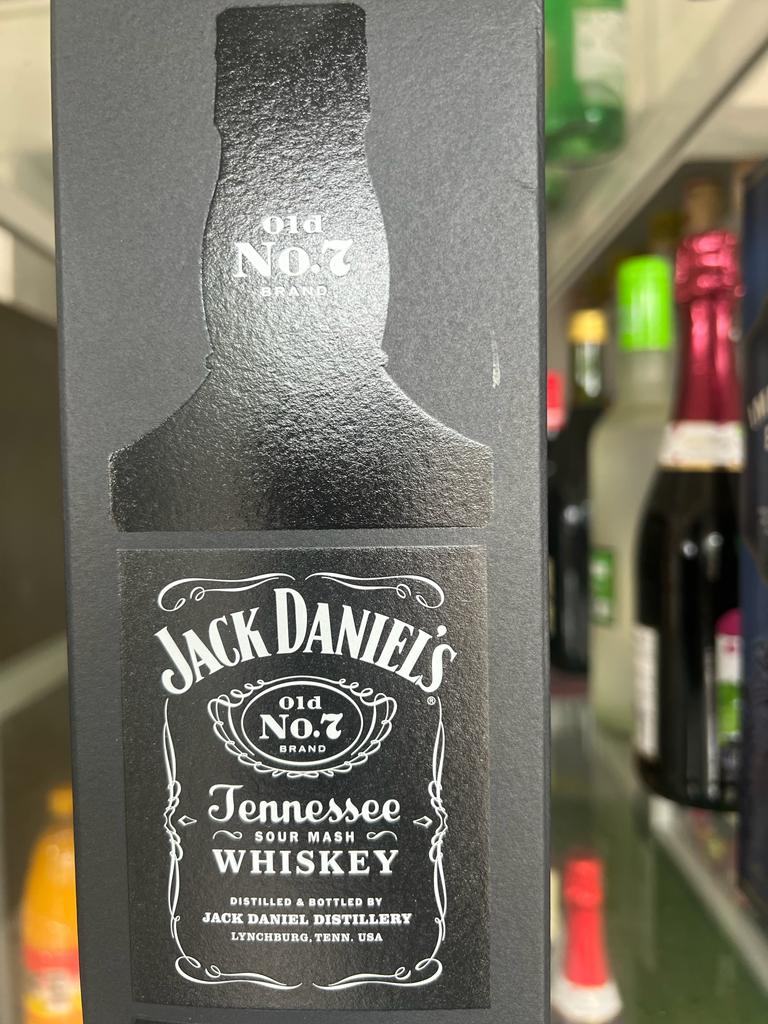 Old
No.7
BRAND
JACK DANIEL'S
®
Old
No.7
BRAND
Tennessee
SOUR MASH
WHISKEY
DISTILLED & BOTTLED BY
JACK DANIEL DISTILLERY
LYNCHBURG, TENN. USA